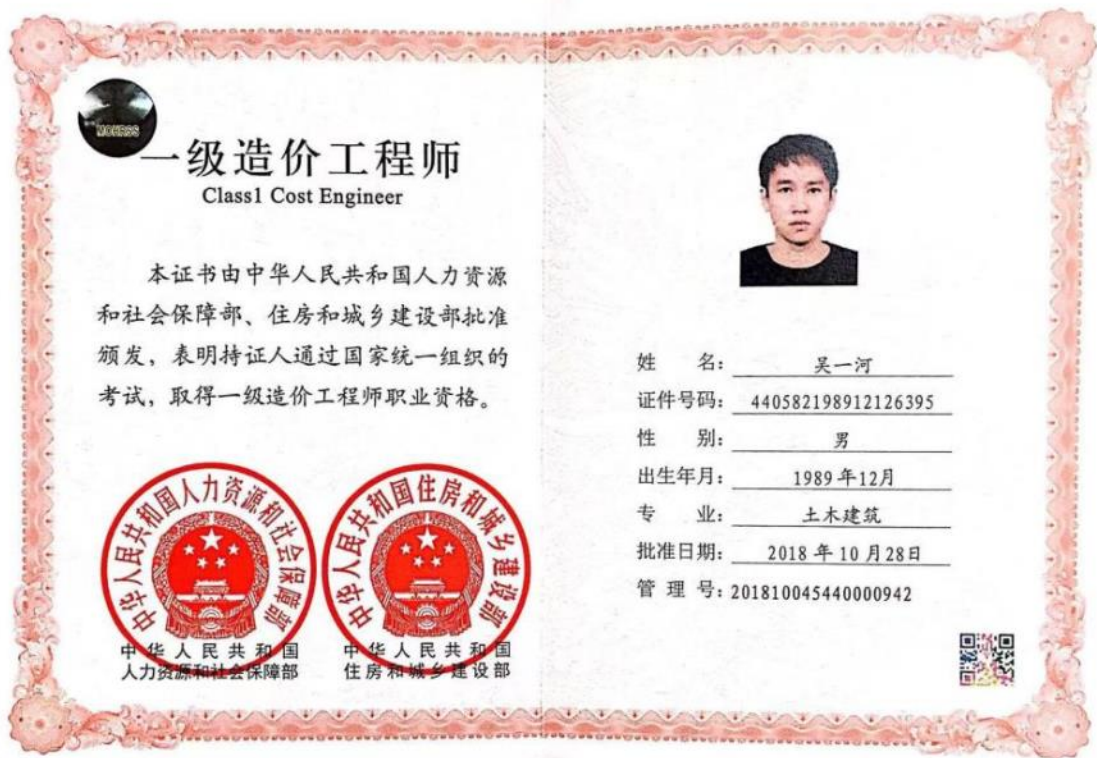 MOHRSS
一级造价工程师
Class1 Cost Engineer
本证书由中华人民共和国人力资源
和社会保障部、住房和城乡建设部批准
颁发，表明持证人通过国家统一组织的
考试，取得一级造价工程师职业资格。
中华人民共和国人力资源和社会保障部
中华人民共和国住房和城乡建设部
中华人民共和国
人力资源和社会保障部
中华人民共和国
住房和城乡建设部
姓 名： 吴一河
证件号码： 440582198912126395
性 别： 男
出生年月： 1989年12月
专 业： 土木建筑
批准日期： 2018年10月28日
管 理 号：201810045440000942